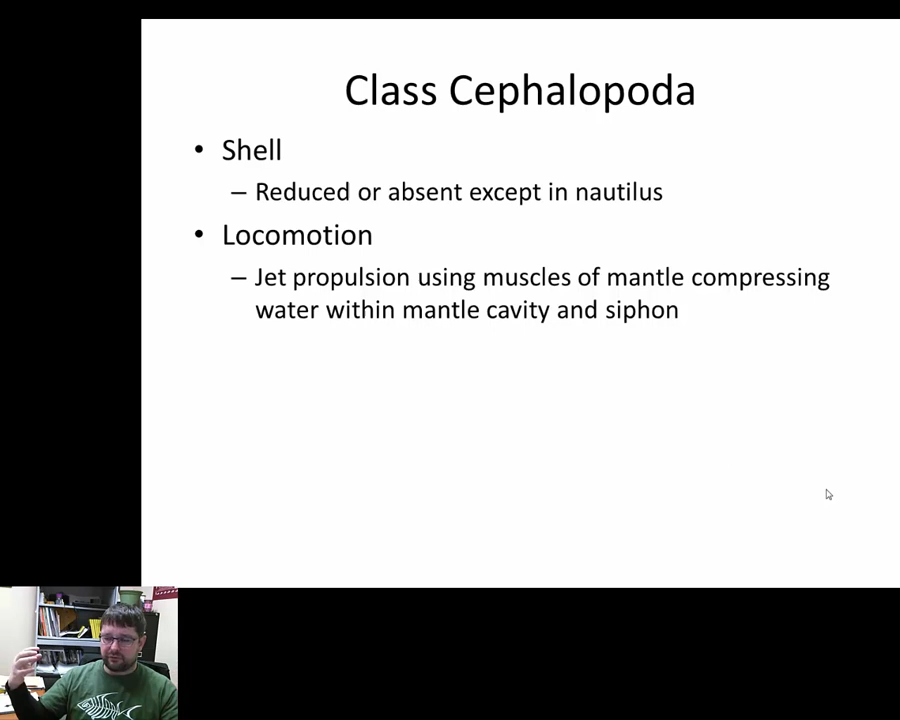 Class Cephalopoda
• Shell
– Reduced or absent except in nautilus
• Locomotion
– Jet propulsion using muscles of mantle compressing
water within mantle cavity and siphon